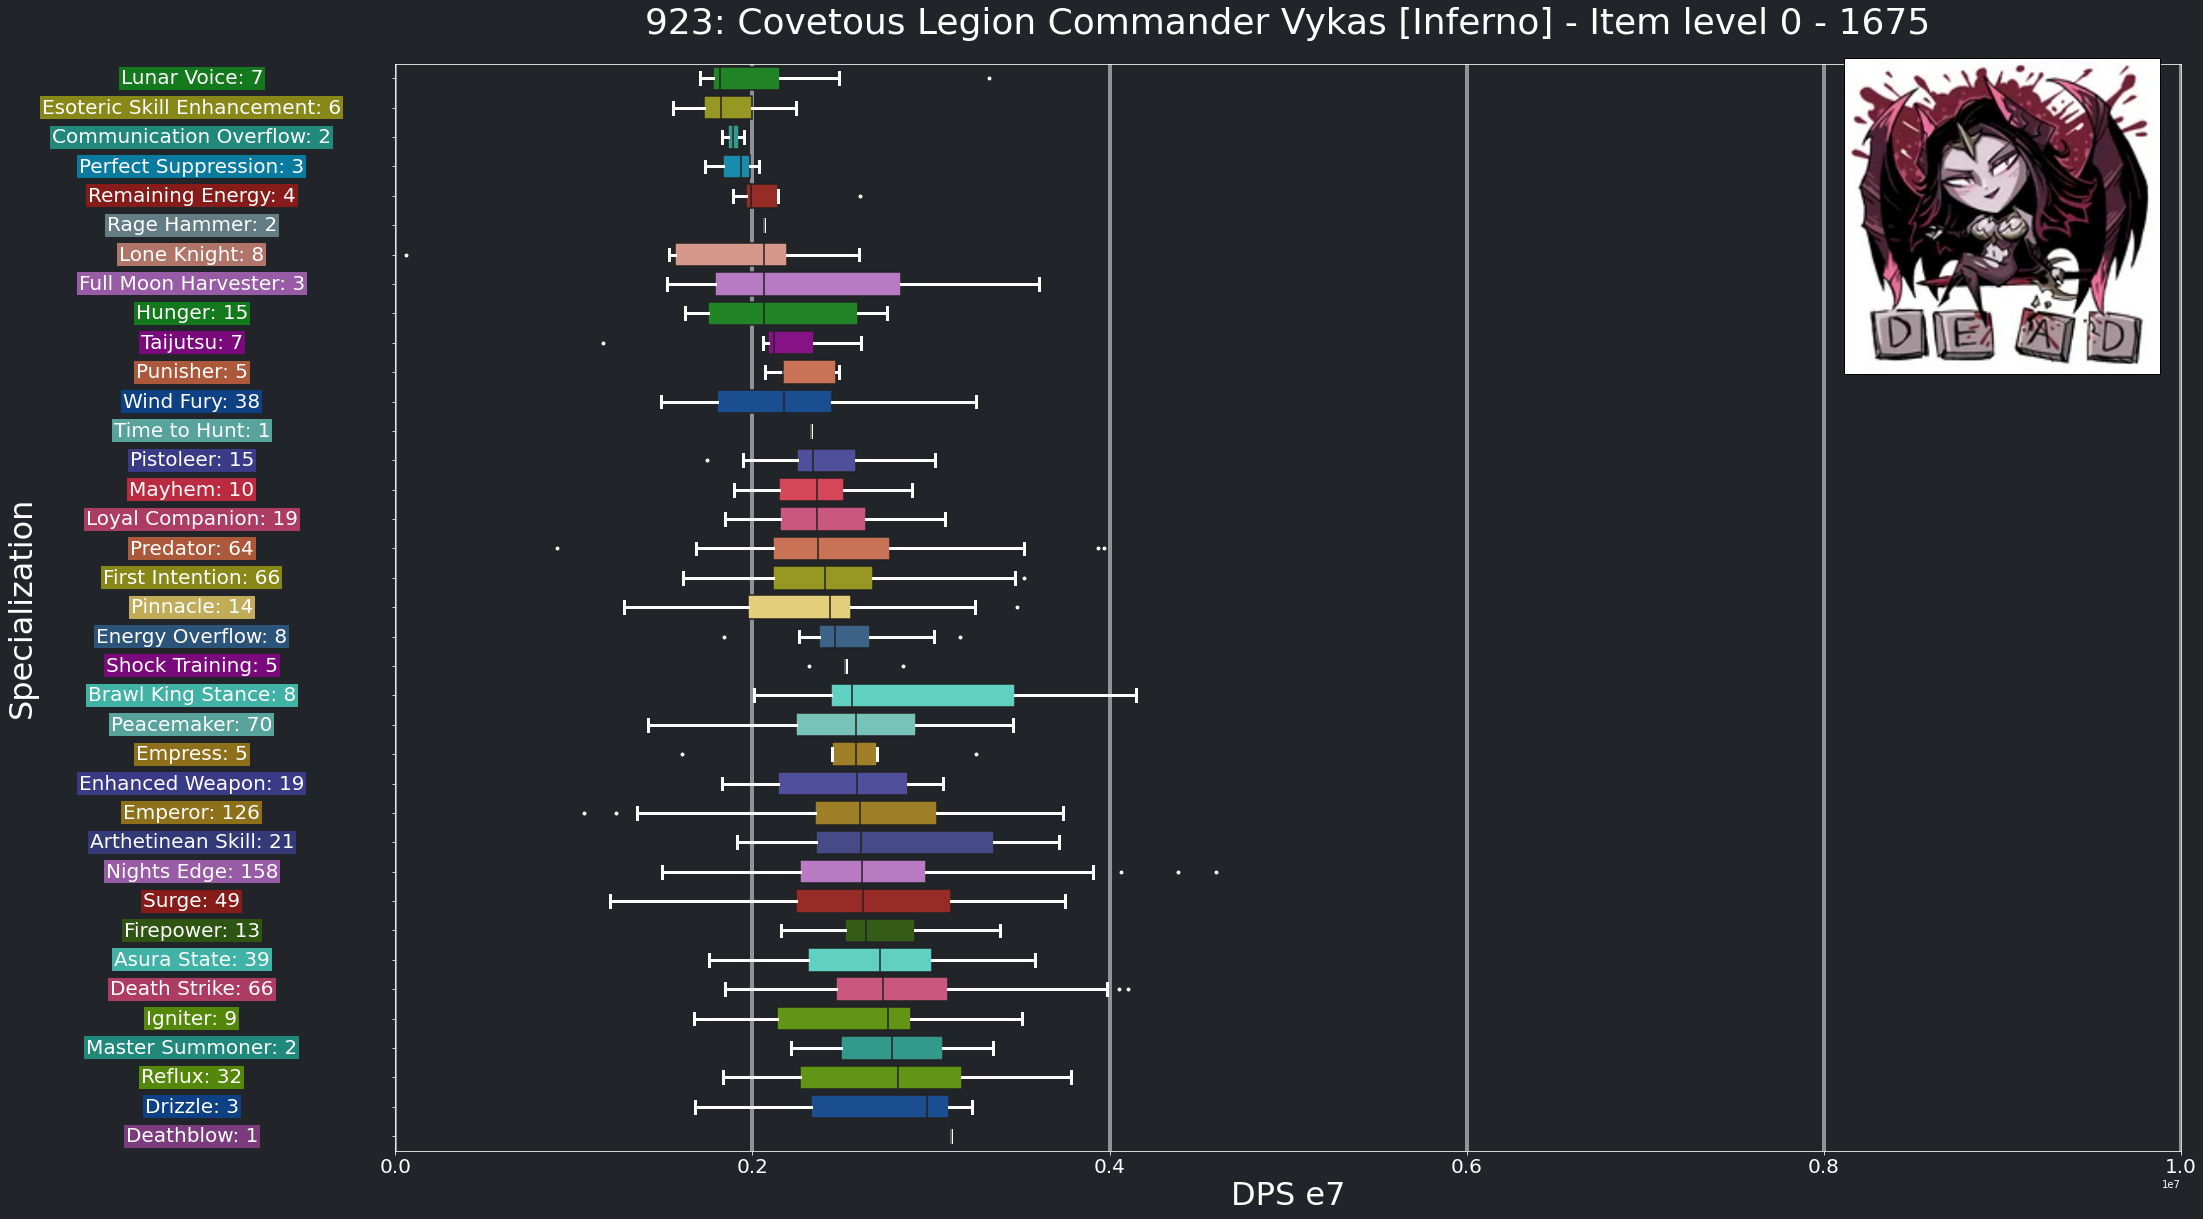 923: Covetous Legion Commander Vykas [Inferno] - Item level 0 - 1675
Specialization
Lunar Voice: 7
Esoteric Skill Enhancement: 6
Communication Overflow: 2
Perfect Suppression: 3
Remaining Energy: 4
Rage Hammer: 2
Lone Knight: 8
Full Moon Harvester: 3
Hunger: 15
Taijutsu: 7
Punisher: 5
Wind Fury: 38
Time to Hunt: 1
Pistoleer: 15
Mayhem: 10
Loyal Companion: 19
Predator: 64
First Intention: 66
Pinnacle: 14
Energy Overflow: 8
Shock Training: 5
Brawl King Stance: 8
Peacemaker: 70
Empress: 5
Enhanced Weapon: 19
Emperor: 126
Arthetinean Skill: 21
Nights Edge: 158
Surge: 49
Firepower: 13
Asura State: 39
Death Strike: 66
Igniter: 9
Master Summoner: 2
Reflux: 32
Drizzle: 3
Deathblow: 1
D E A D
0.0 0.2 0.4 0.6 0.8 1.0
1e7
DPS e7